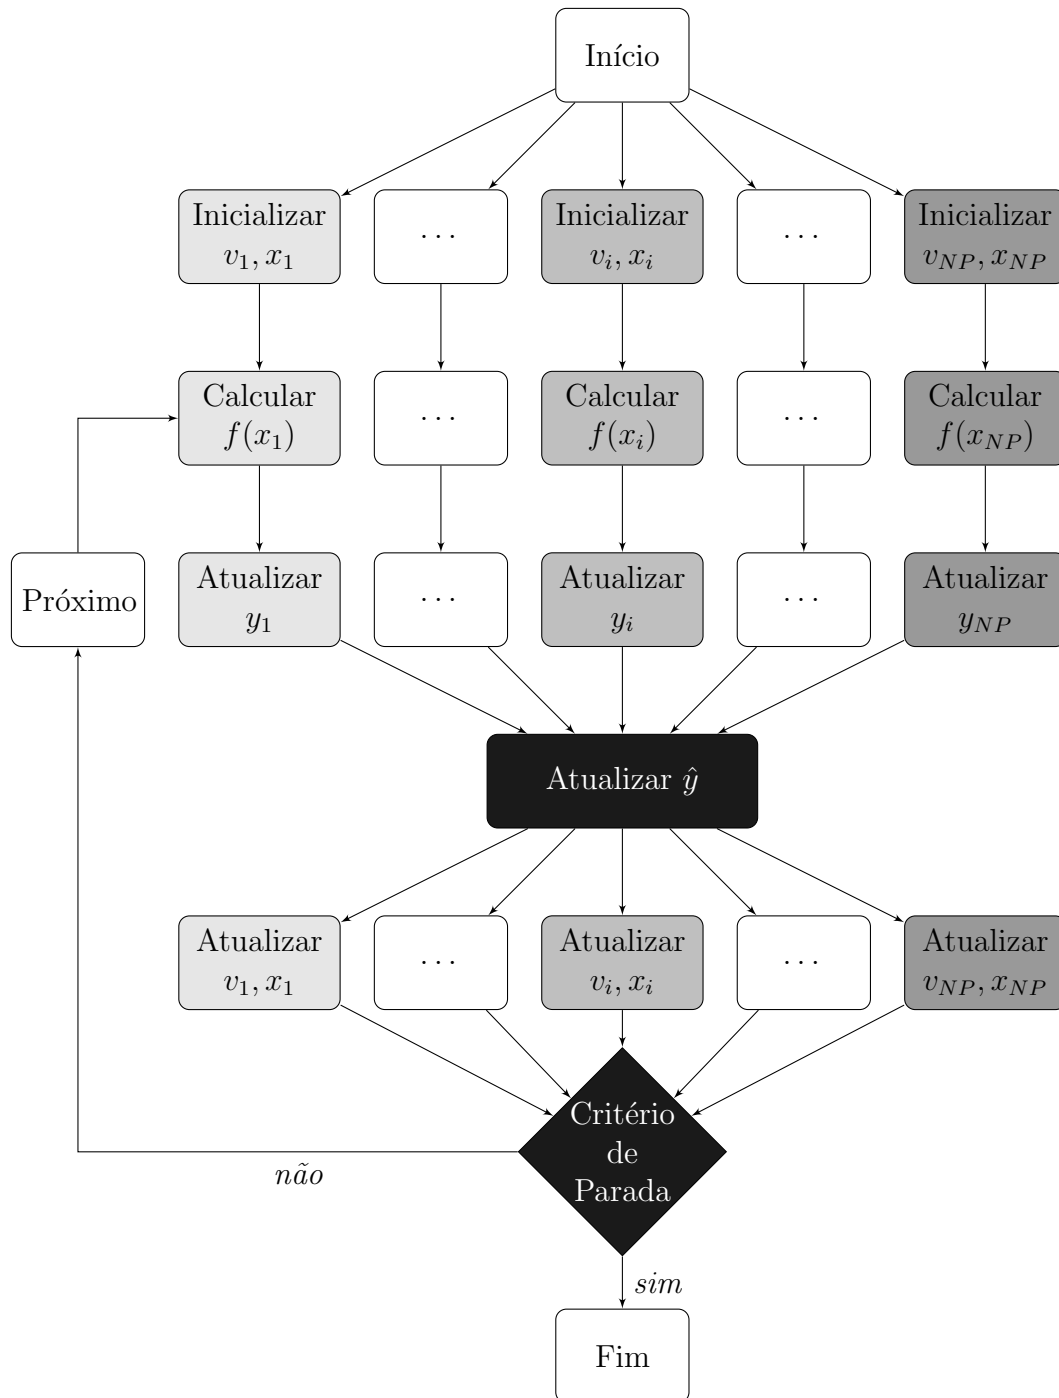 Início
Inicializar
v_1, x_1
...
Inicializar
v_i, x_i
...
Inicializar
v_{NP}, x_{NP}
Calcular
f(x_1)
...
Calcular
f(x_i)
...
Calcular
f(x_{NP})
Próximo
Atualizar
y_1
...
Atualizar
y_i
...
Atualizar
y_{NP}
Atualizar ŷ
Atualizar
v_1, x_1
...
Atualizar
v_i, x_i
...
Atualizar
v_{NP}, x_{NP}
Critério
de
Parada
não
sim
Fim